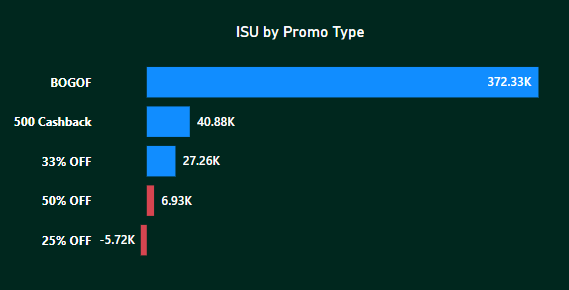 ISU by Promo Type
BOGOF 372.33K
500 Cashback 40.88K
33% OFF 27.26K
50% OFF 6.93K
25% OFF -5.72K